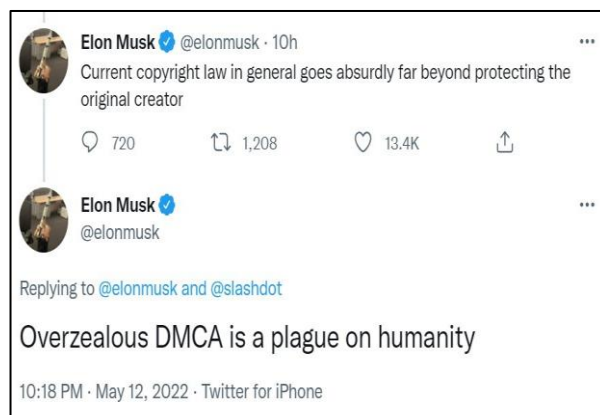 Elon Musk @elonmusk · 10h
Current copyright law in general goes absurdly far beyond protecting the
original creator
720 1,208 13.4K
Elon Musk
@elonmusk
Replying to @elonmusk and @slashdot
Overzealous DMCA is a plague on humanity
10:18 PM · May 12, 2022 · Twitter for iPhone